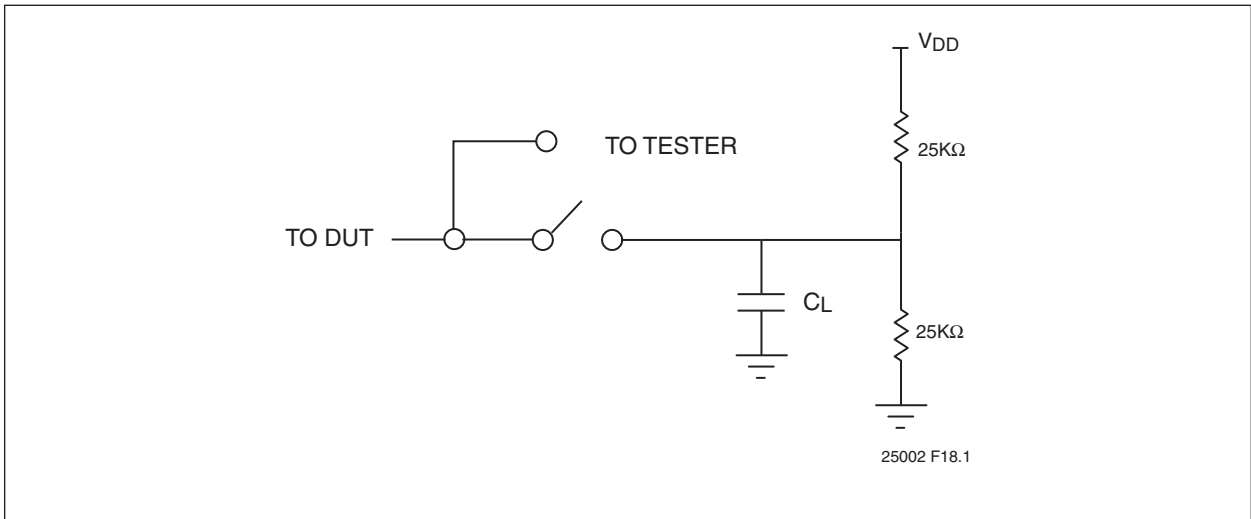 VDD
25KΩ
TO TESTER
TO DUT
CL
25KΩ
25002 F18.1